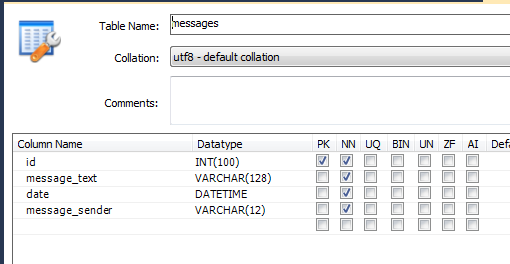 Table Name: messages
Collation: utf8 - default collation
Comments:
Column Name Datatype PK NN UQ BIN UN ZF AI Defa
id INT(100)
message_text VARCHAR(128)
date DATETIME
message_sender VARCHAR(12)